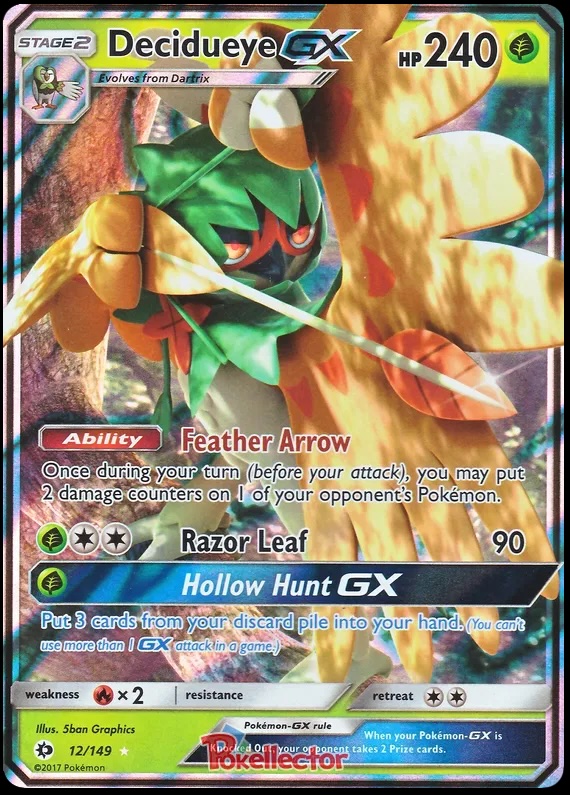 STAGE2 Decidueye GX HP 240
Evolves from Dartrix
Ability Feather Arrow
Once during your turn (before your attack), you may put
2 damage counters on 1 of your opponent's Pokémon.
Razor Leaf 90
Hollow Hunt GX
Put 3 cards from your discard pile into your hand. (You can't
use more than 1 GX attack in a game.)
weakness ×2 resistance retreat
Illus. 5ban Graphics
Pokémon-GX rule
When your Pokémon-GX is
Knocked Out, your opponent takes 2 Prize cards.
12/149
©2017 Pokémon
Pokellector